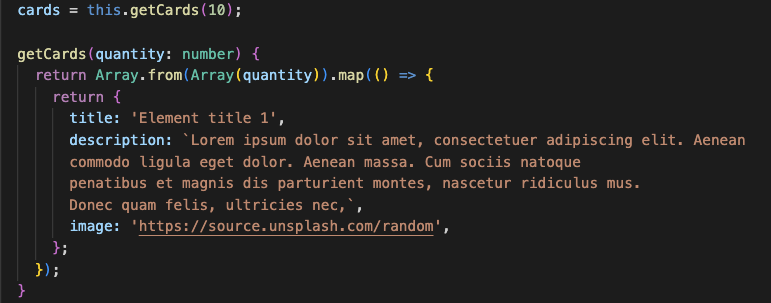 cards = this.getCards(10);
getCards(quantity: number) {
return Array.from(Array(quantity)).map(() => {
return {
title: 'Element title 1',
description: `Lorem ipsum dolor sit amet, consectetuer adipiscing elit. Aenean
commodo ligula eget dolor. Aenean massa. Cum sociis natoque
penatibus et magnis dis parturient montes, nascetur ridiculus mus.
Donec quam felis, ultricies nec,`,
image: 'https://source.unsplash.com/random',
};
});
}